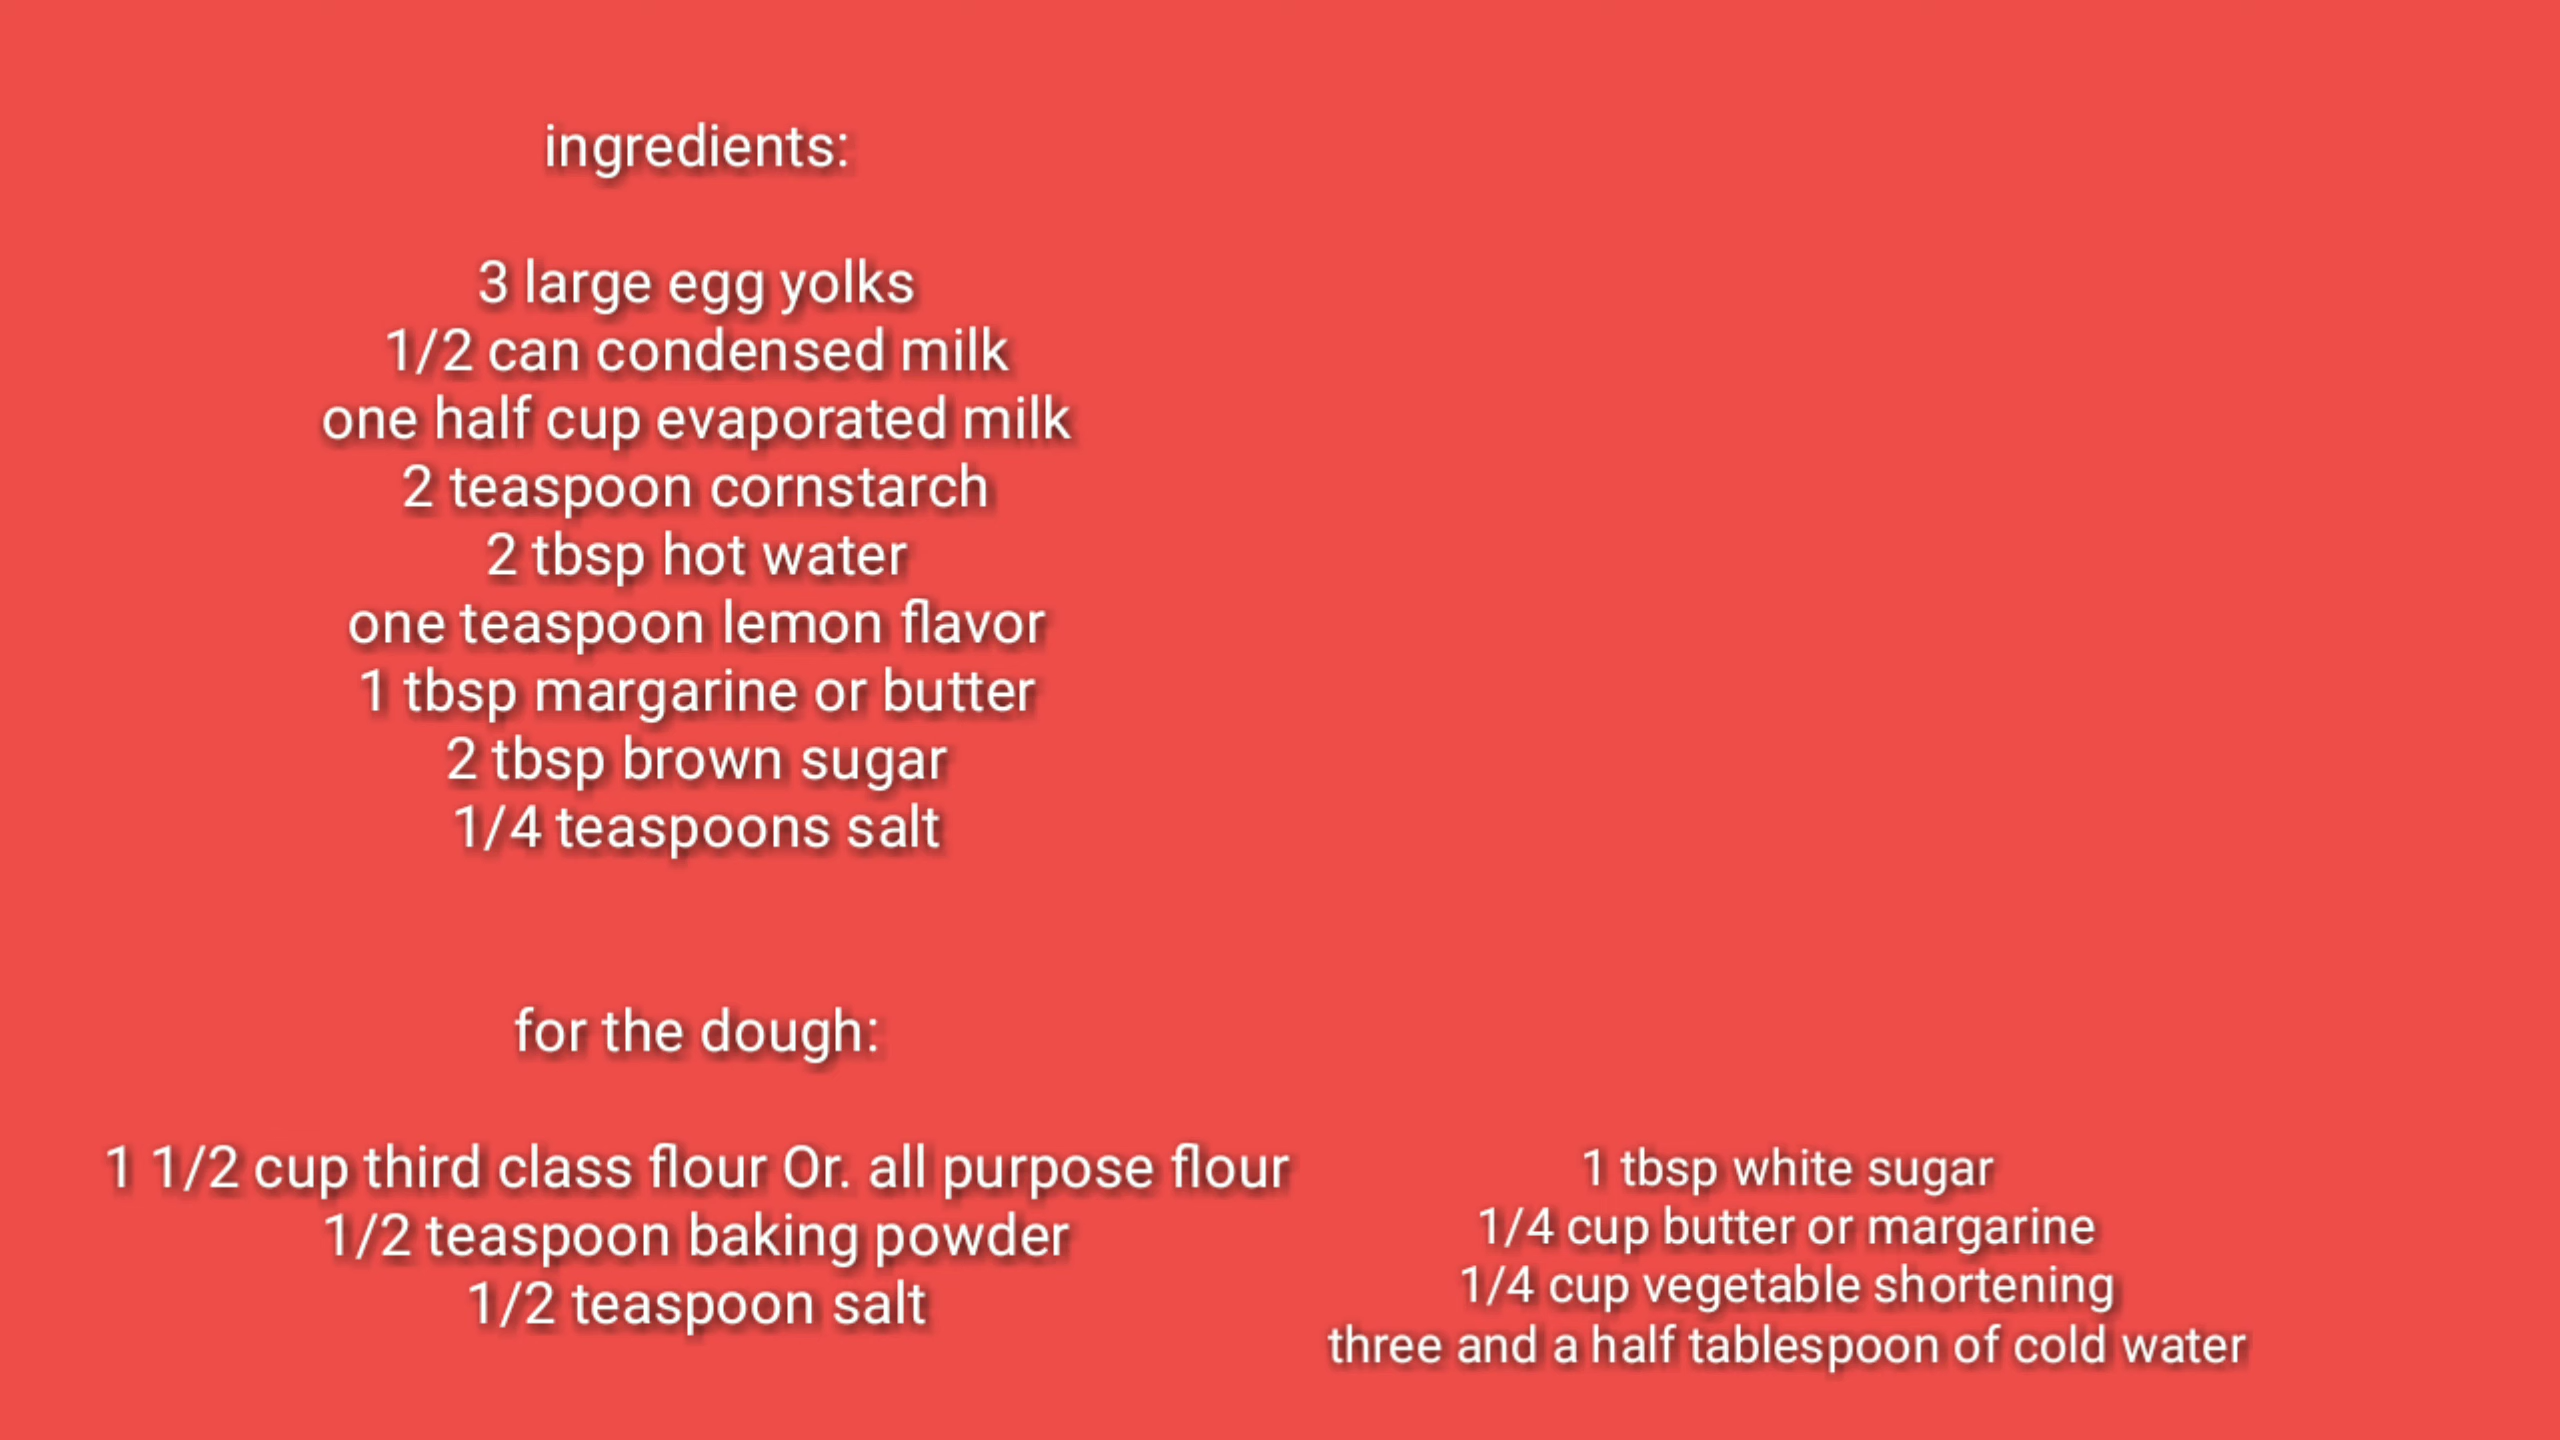 ingredients:
3 large egg yolks
1/2 can condensed milk
one half cup evaporated milk
2 teaspoon cornstarch
2 tbsp hot water
one teaspoon lemon flavor
1 tbsp margarine or butter
2 tbsp brown sugar
1/4 teaspoons salt
for the dough:
1 1/2 cup third class flour Or. all purpose flour
1/2 teaspoon baking powder
1/2 teaspoon salt
1 tbsp white sugar
1/4 cup butter or margarine
1/4 cup vegetable shortening
three and a half tablespoon of cold water